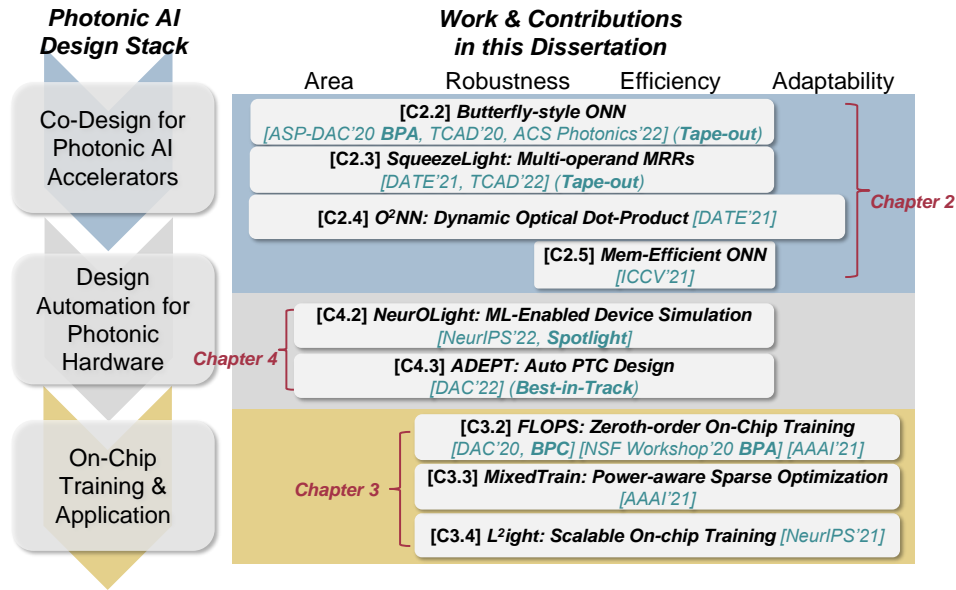 Photonic AI
Design Stack
Work & Contributions
in this Dissertation
Area Robustness Efficiency Adaptability
Co-Design for
Photonic AI
Accelerators
[C2.2] Butterfly-style ONN
[ASP-DAC'20 BPA, TCAD'20, ACS Photonics'22] (Tape-out)
[C2.3] SqueezeLight: Multi-operand MRRs
[DATE'21, TCAD'22] (Tape-out)
[C2.4] O²NN: Dynamic Optical Dot-Product [DATE'21]
[C2.5] Mem-Efficient ONN
[ICCV'21]
Chapter 2
Design
Automation for
Photonic
Hardware
Chapter 4
[C4.2] NeurOLight: ML-Enabled Device Simulation
[NeurIPS'22, Spotlight]
[C4.3] ADEPT: Auto PTC Design
[DAC'22] (Best-in-Track)
On-Chip
Training &
Application
Chapter 3
[C3.2] FLOPS: Zeroth-order On-Chip Training
[DAC'20, BPC] [NSF Workshop'20 BPA] [AAAI'21]
[C3.3] MixedTrain: Power-aware Sparse Optimization
[AAAI'21]
[C3.4] L²ight: Scalable On-chip Training [NeurIPS'21]